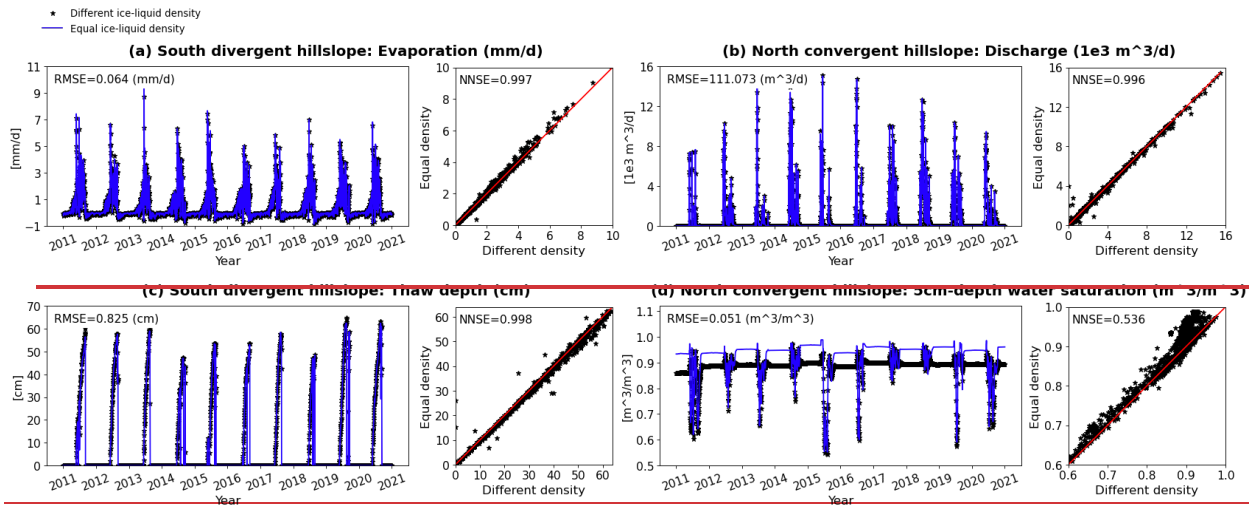 Different ice-liquid density
Equal ice-liquid density
(a) South divergent hillslope: Evaporation (mm/d)
(b) North convergent hillslope: Discharge (1e3 m^3/d)
RMSE=0.064 (mm/d)
[mm/d]
11
9
7
5
3
1
−1
2011 2012 2013 2014 2015 2016 2017 2018 2019 2020 2021
Year
NNSE=0.997
Equal density
10
8
6
4
2
0
0 2 4 6 8 10
Different density
RMSE=111.073 (m^3/d)
[1e3 m^3/d]
16
12
8
4
0
2011 2012 2013 2014 2015 2016 2017 2018 2019 2020 2021
Year
NNSE=0.996
Equal density
16
12
8
4
0
0 4 8 12 16
Different density
(c) South divergent hillslope: Thaw depth (cm)
(d) North convergent hillslope: 5cm-depth water saturation (m^3/m^3)
RMSE=0.825 (cm)
[cm]
70
60
50
40
30
20
10
0
2011 2012 2013 2014 2015 2016 2017 2018 2019 2020 2021
Year
NNSE=0.998
Equal density
60
50
40
30
20
10
0
0 10 20 30 40 50 60
Different density
RMSE=0.051 (m^3/m^3)
[m^3/m^3]
1.1
1.0
0.9
0.8
0.7
0.6
0.5
2011 2012 2013 2014 2015 2016 2017 2018 2019 2020 2021
Year
NNSE=0.536
Equal density
1.0
0.9
0.8
0.7
0.6
0.6 0.7 0.8 0.9 1.0
Different density